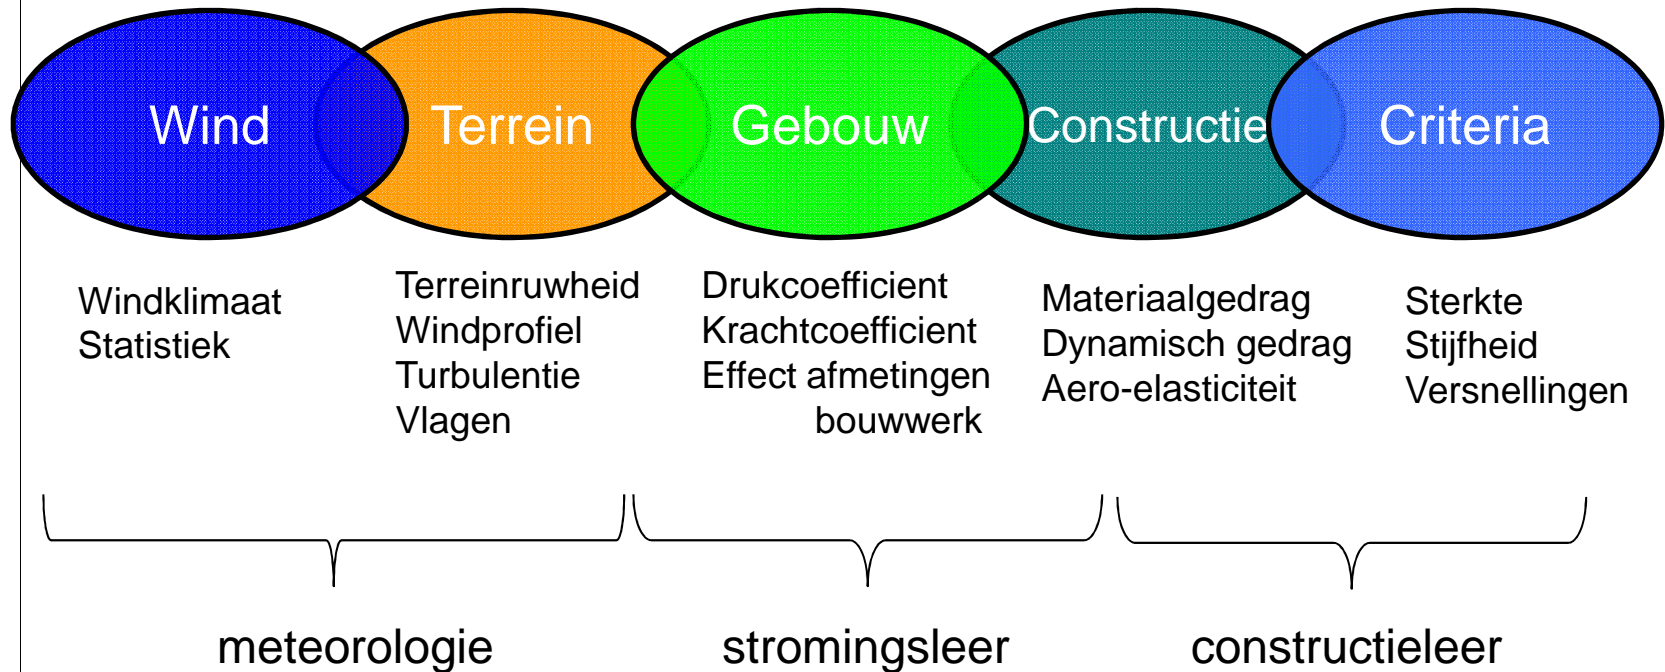 Wind
Terrein
Gebouw
Constructie
Criteria
Windklimaat
Statistiek
Terreinruwheid
Windprofiel
Turbulentie
Vlagen
Drukcoefficient
Krachtcoefficient
Effect afmetingen
bouwwerk
Materiaalgedrag
Dynamisch gedrag
Aero-elasticiteit
Sterkte
Stijfheid
Versnellingen
meteorologie
stromingsleer
constructieleer